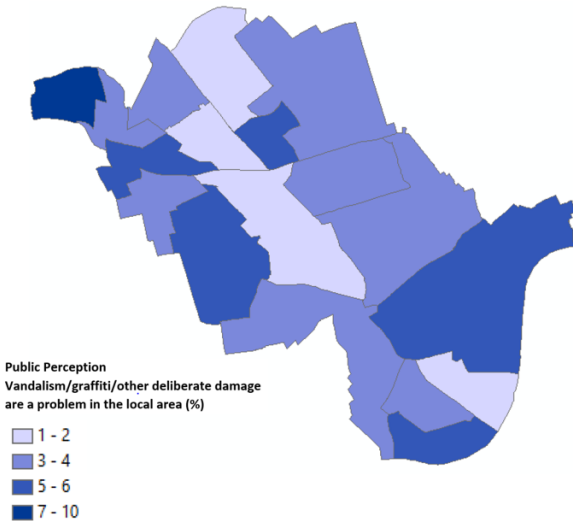 Public Perception
Vandalism/graffiti/other deliberate damage
are a problem in the local area (%)
1 - 2
3 - 4
5 - 6
7 - 10